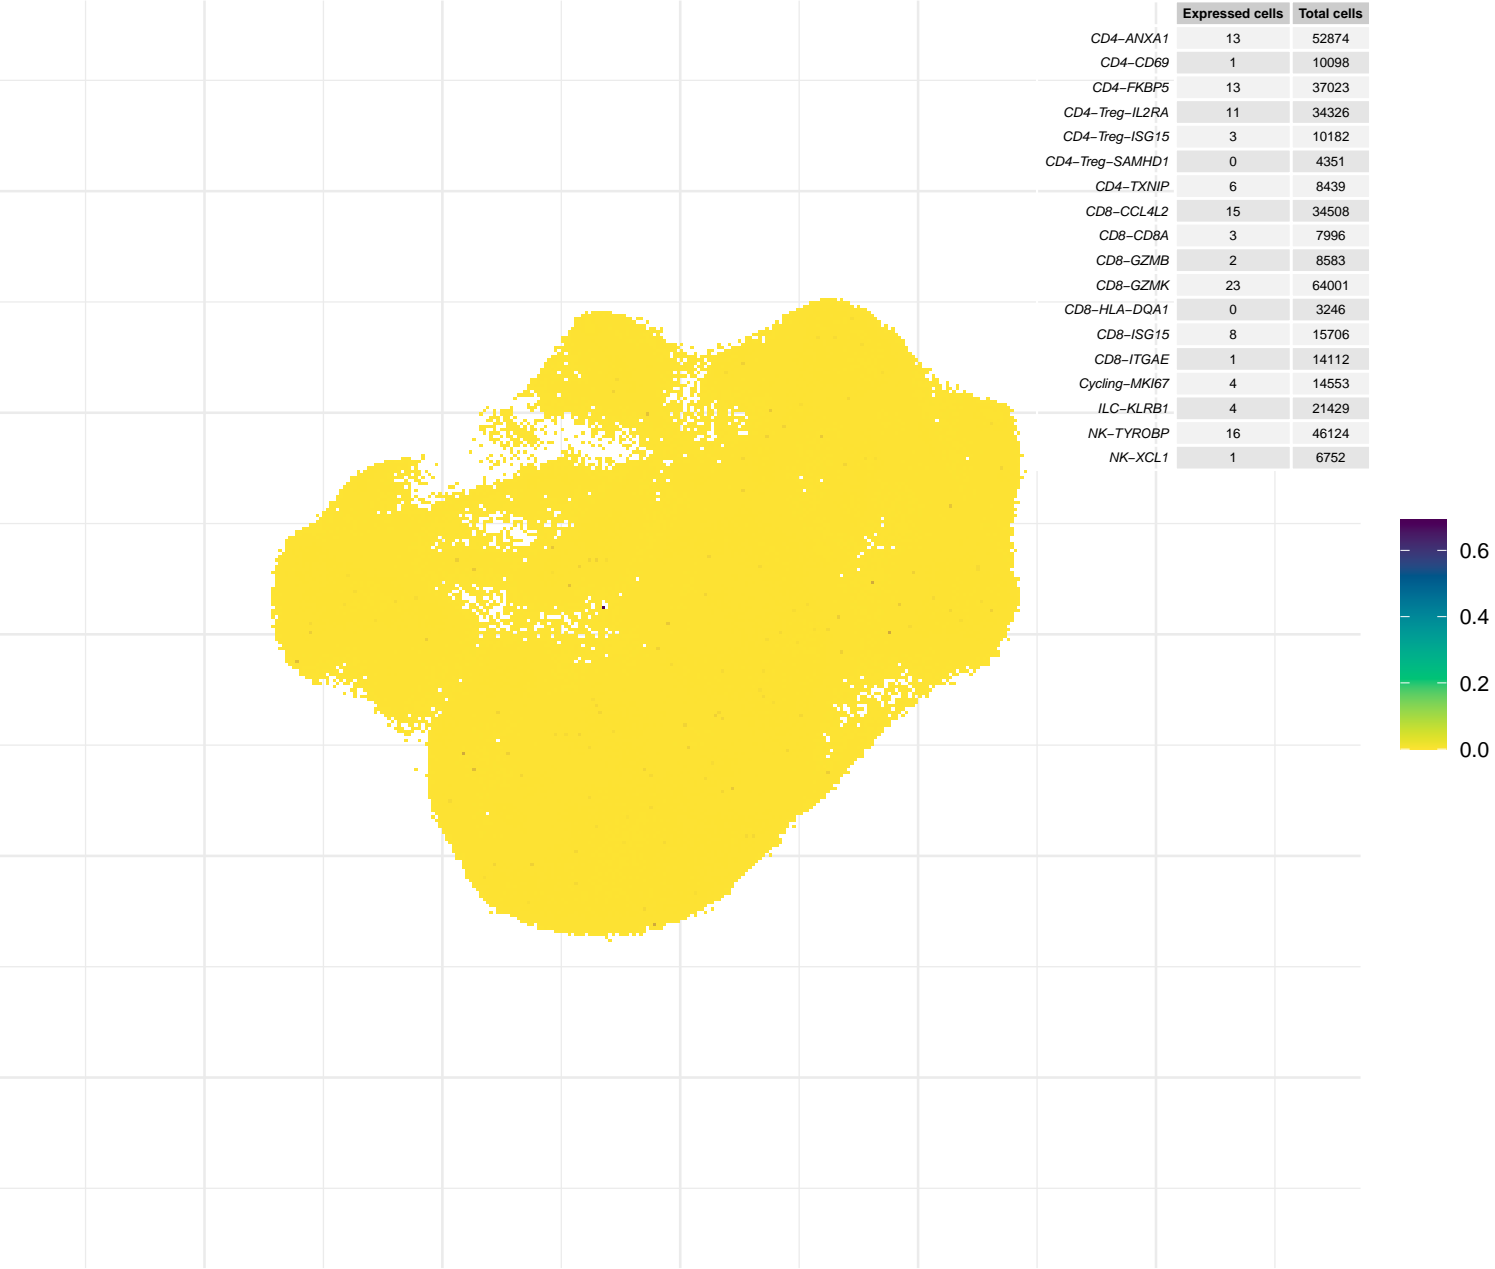 Expressed cells Total cells
CD4−ANXA1 13 52874
CD4−CD69 1 10098
CD4−FKBP5 13 37023
CD4−Treg−IL2RA 11 34326
CD4−Treg−ISG15 3 10182
CD4−Treg−SAMHD1 0 4351
CD4−TXNIP 6 8439
CD8−CCL4L2 15 34508
CD8−CD8A 3 7996
CD8−GZMB 2 8583
CD8−GZMK 23 64001
CD8−HLA−DQA1 0 3246
CD8−ISG15 8 15706
CD8−ITGAE 1 14112
Cycling−MKI67 4 14553
ILC−KLRB1 4 21429
NK−TYROBP 16 46124
NK−XCL1 1 6752
0.6
0.4
0.2
0.0